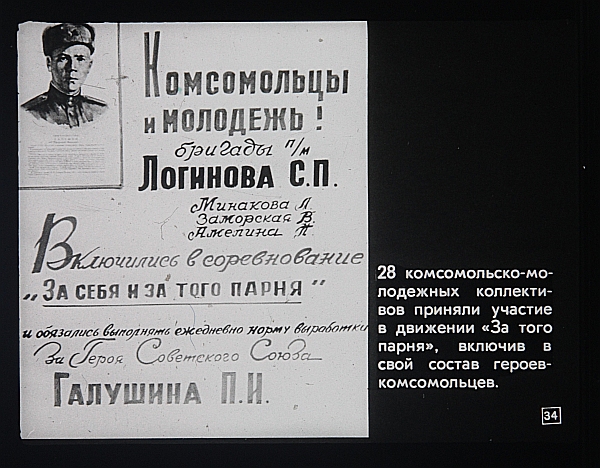 Комсомольцы
и молодежь!
бригады п/м
Логинова С.П.
Минакова Л.
Заморская В.
Амелина Т.
Включились в соревнование
"За себя и за того парня"
и обязались выполнять ежедневно норму выработки
За Героя Советского Союза
Галушина П.И.
28 комсомольско-мо-
лодежных коллекти-
вов приняли участие
в движении «За того
парня», включив в
свой состав героев-
комсомольцев.
34